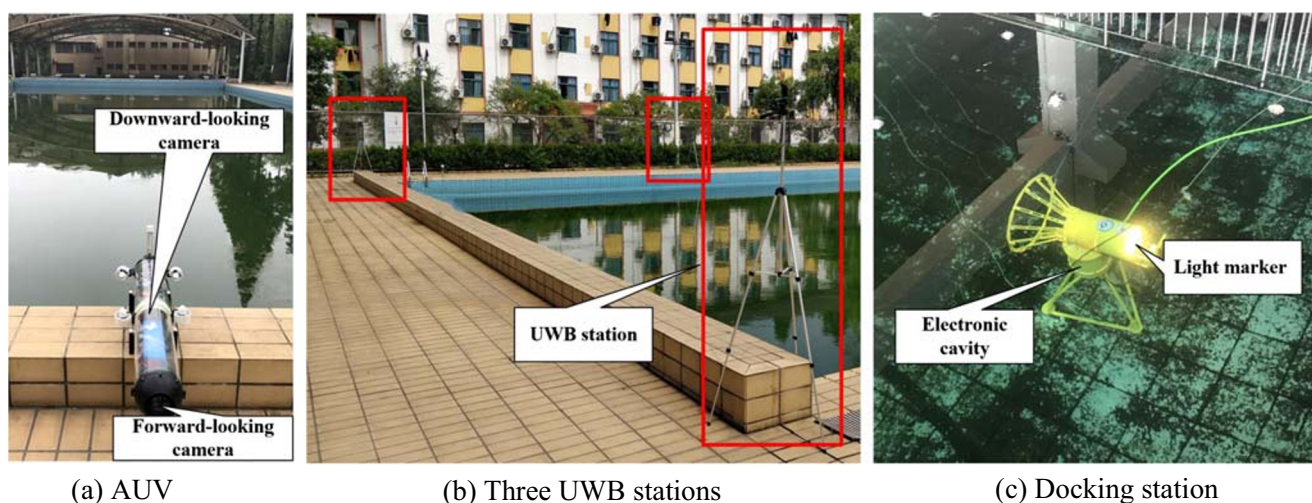 Downward-looking
camera
Forward-looking
camera
UWB station
Light marker
Electronic
cavity
(a) AUV
(b) Three UWB stations
(c) Docking station